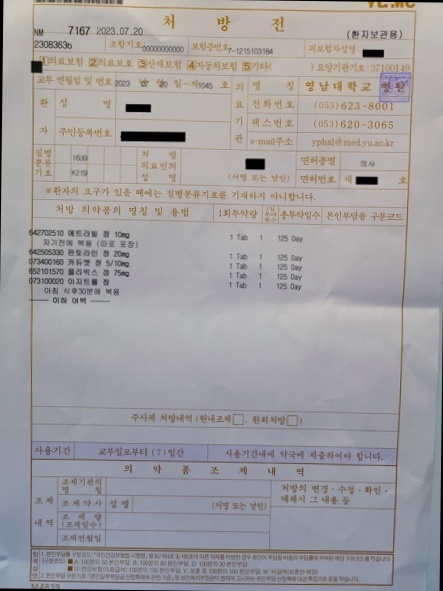 YU.MC
처 방 전
(환자보관용)
NM 7167 2023.07.20
2308363b
조합기호 00000000000 보험증번호 7-1215103184 피보험자성명
1 의료보험 2 의료보호 3 산재보험 4 자동차보험 5 기타( ) 요양기관기호: 37100149
교부 연월일 및 번호 2023 년 월 일 - 제 1045 호
의료기관
명 칭 영남대학교 병원
전화번호 (053) 623-8001
팩스번호 (053) 620-3065
e-mail주소 yphal@med.yu.ac.kr
환자
성 명
주민등록번호
질병분류기호
I639
K219
처 방 의료인의 성 명
(서명 또는 날인)
면허종별 의사
면허번호 제 호
※환자의 요구가 있을 때에는 질병분류기호를 기재하지 아니합니다.
처방 의약품의 명칭 및 용법 1회투약량 총투약일수 본인부담률 구분코드
642702510 에트라빌 정 10mg 1 Tab 1 125 Day
자기전에 복용 (따로 포장)
642505330 판토라인 정 20mg 1 Tab 1 125 Day
073400160 카듀엣 정 5/10mg 1 Tab 1 125 Day
652101570 플라빅스 정 75mg 1 Tab 1 125 Day
073100020 이지트롤 정 1 Tab 1 125 Day
아침 식후30분에 복용
이하 여백
주사제 처방내역 (원내조제 , 원외처방 )
사용기간 교부일로부터 (7) 일간 사용기간내에 약국에 제출하여야 합니다.
의 약 품 조 제 내 역
조제내역
조제기관의 명 칭
조제약사 성 명 (서명 또는 날인)
조 제 량 (조제일수)
조제연월일
처방의 변경·수정·확인·대체시 그 내용 등